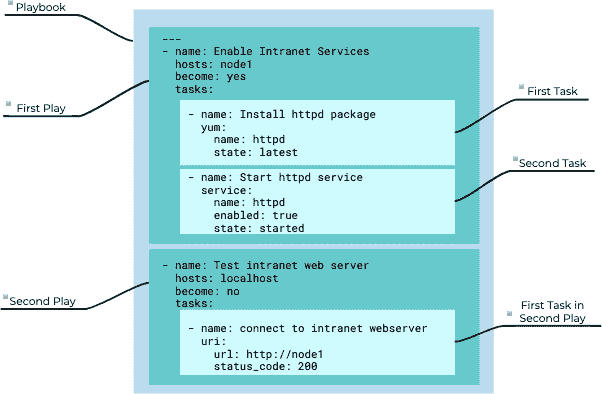 Playbook
---
- name: Enable Intranet Services
First Play
hosts: node1
become: yes
tasks:
First Task
- name: Install httpd package
yum:
name: httpd
state: latest
Second Task
- name: Start httpd service
service:
name: httpd
enabled: true
state: started
Second Play
- name: Test intranet web server
hosts: localhost
become: no
tasks:
First Task in
Second Play
- name: connect to intranet webserver
uri:
url: http://node1
status_code: 200